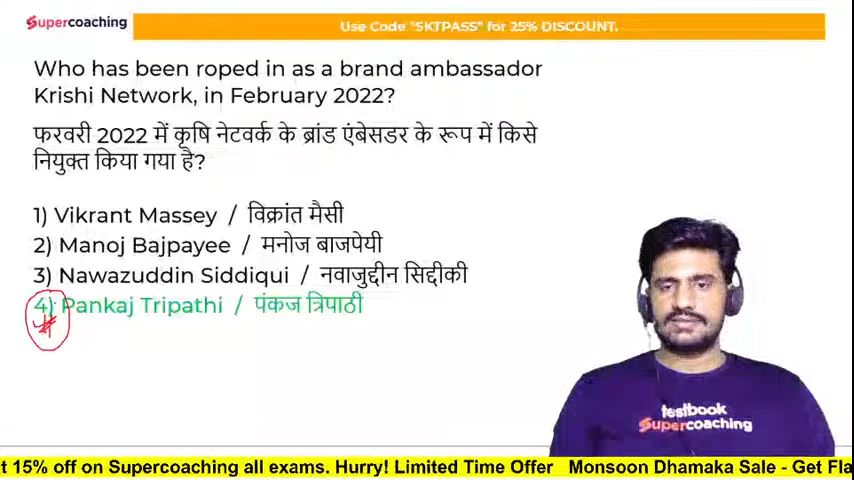 Supercoaching
Use Code "SKTPASS" for 25% DISCOUNT.
Who has been roped in as a brand ambassador
Krishi Network, in February 2022?
फरवरी 2022 में कृषि नेटवर्क के ब्रांड एंबेसडर के रूप में किसे
नियुक्त किया गया है?
1) Vikrant Massey / विक्रांत मैसी
2) Manoj Bajpayee / मनोज बाजपेयी
3) Nawazuddin Siddiqui / नवाजुद्दीन सिद्दीकी
4) Pankaj Tripathi / पंकज त्रिपाठी
testbook
Supercoaching
t 15% off on Supercoaching all exams. Hurry! Limited Time Offer Monsoon Dhamaka Sale - Get Fla